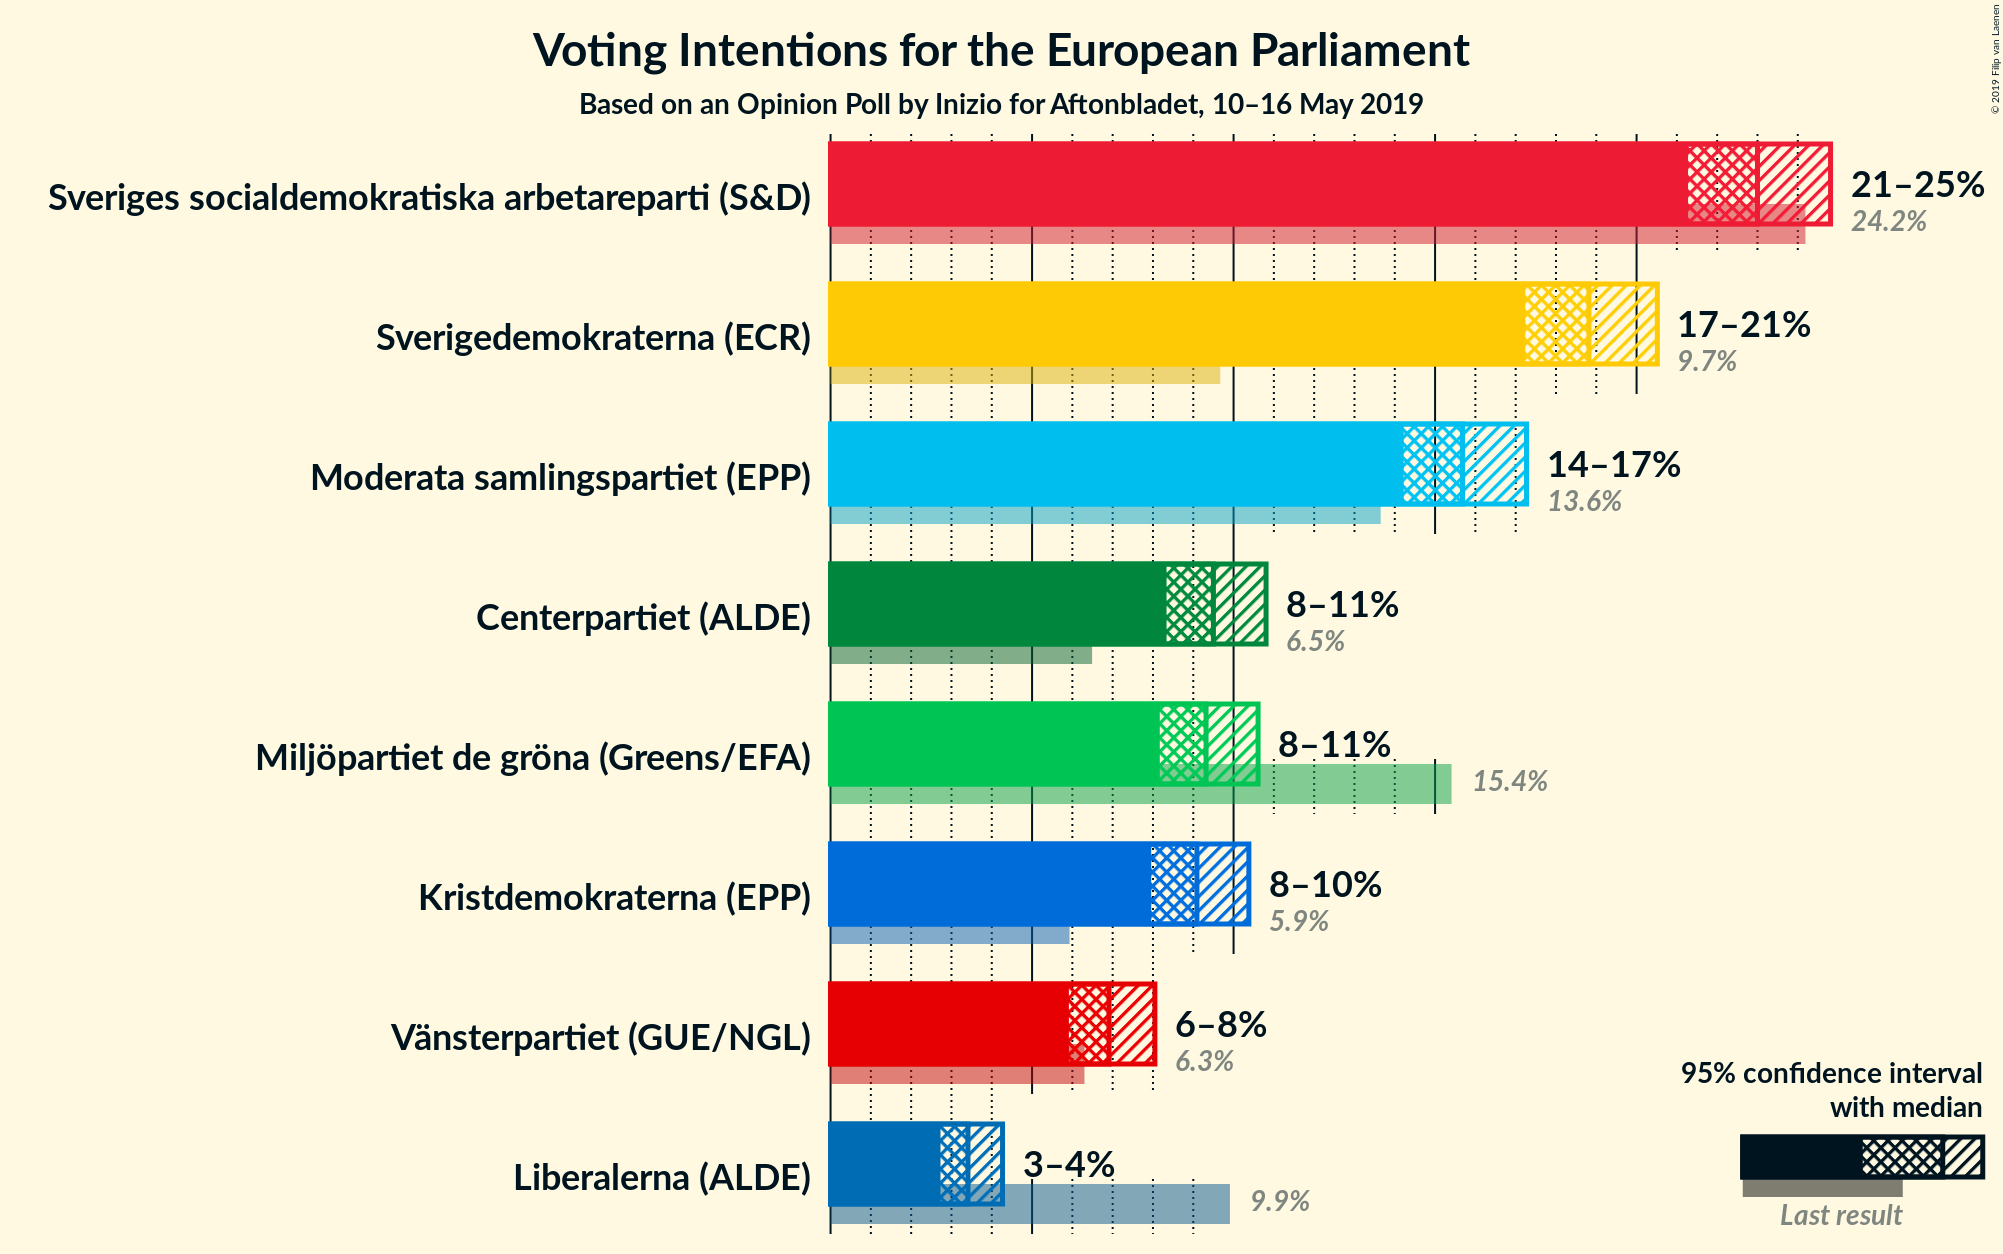 Voting Intentions for the European Parliament
Based on an Opinion Poll by Inizio for Aftonbladet, 10–16 May 2019
© 2019 Filip van Laenen
Sveriges socialdemokratiska arbetareparti (S&D)
21–25%
24.2%
Sverigedemokraterna (ECR)
17–21%
9.7%
Moderata samlingspartiet (EPP)
14–17%
13.6%
Centerpartiet (ALDE)
8–11%
6.5%
Miljöpartiet de gröna (Greens/EFA)
8–11%
15.4%
Kristdemokraterna (EPP)
8–10%
5.9%
Vänsterpartiet (GUE/NGL)
6–8%
6.3%
Liberalerna (ALDE)
3–4%
9.9%
95% confidence interval
with median
Last result